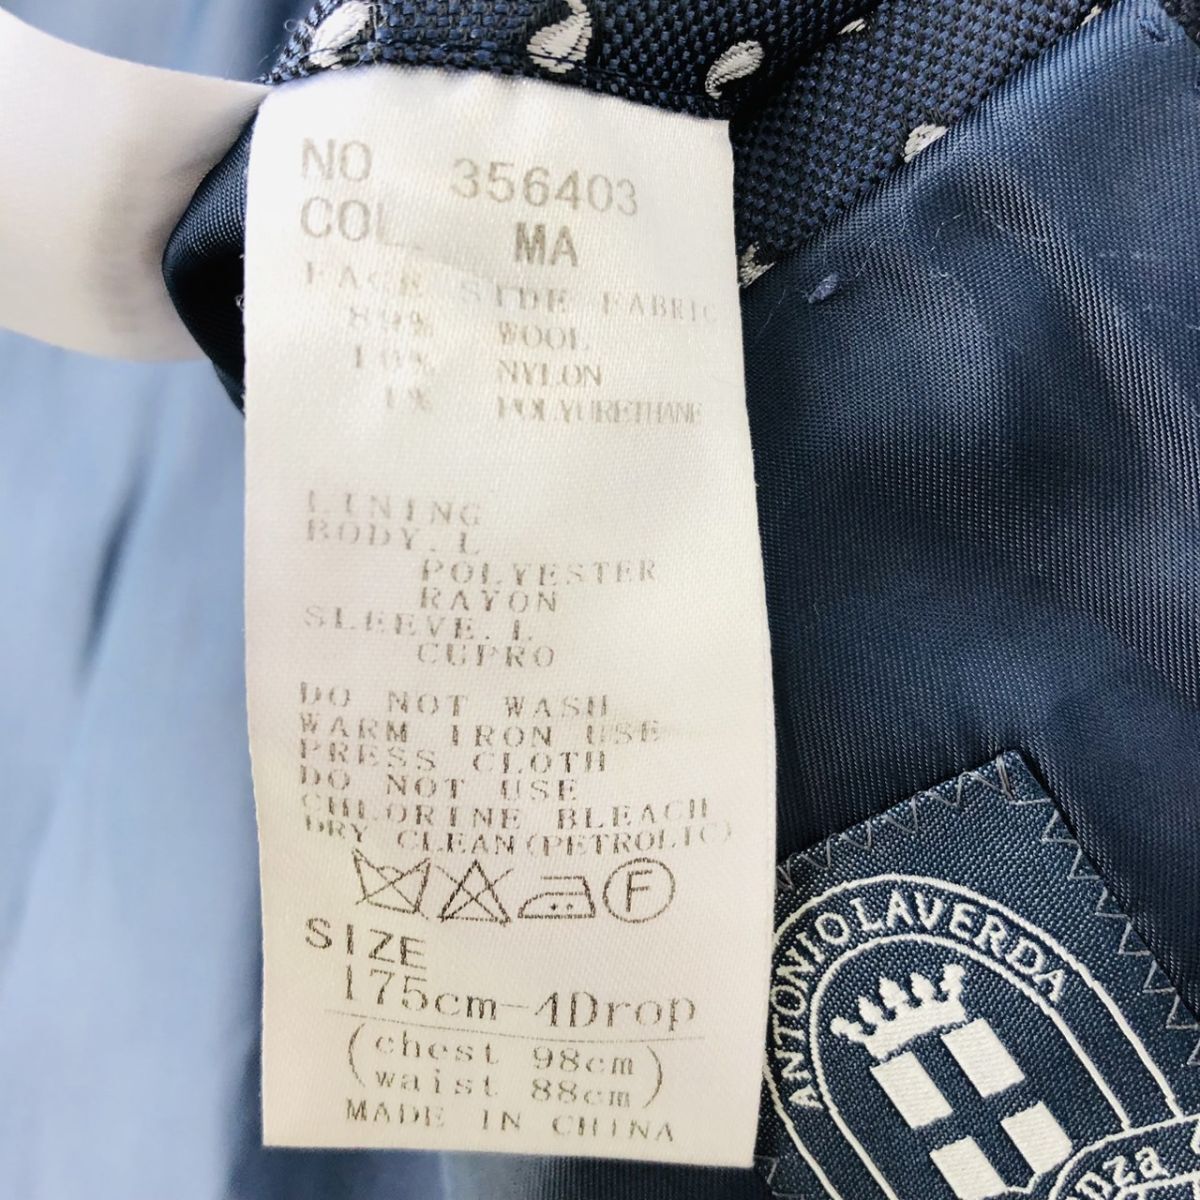 NO 356403
COL. MA
FACE SIDE FABRIC
89% WOOL
10% NYLON
1% POLYURETHANE
LINING
BODY.L
POLYESTER
RAYON
SLEEVE.L
CUPRO
DO NOT WASH
WARM IRON USE
PRESS CLOTH
DO NOT USE
CHLORINE BLEACH
DRY CLEAN(PETROLIC)
F
SIZE
175cm-4Drop
(chest 98cm)
(waist 88cm)
MADE IN CHINA
ANTONIOLAVERDA